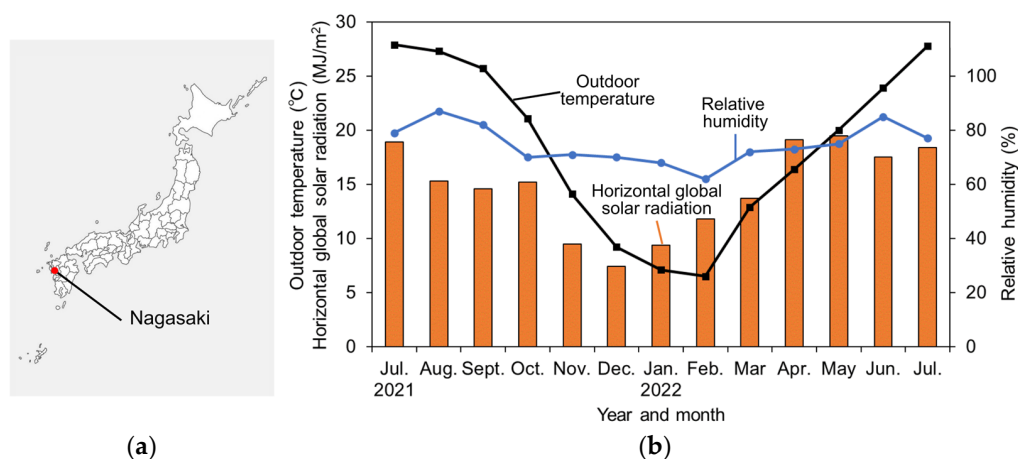 Nagasaki
(a)
Outdoor temperature (℃)
Horizontal global solar radiation (MJ/m²)
30
25
20
15
10
5
0
Outdoor
temperature
Relative
humidity
Horizontal global
solar radiation
100
80
60
40
20
0
Relative humidity (%)
Jul. Aug. Sept. Oct. Nov. Dec. Jan. Feb. Mar Apr. May Jun. Jul.
2021 2022
Year and month
(b)